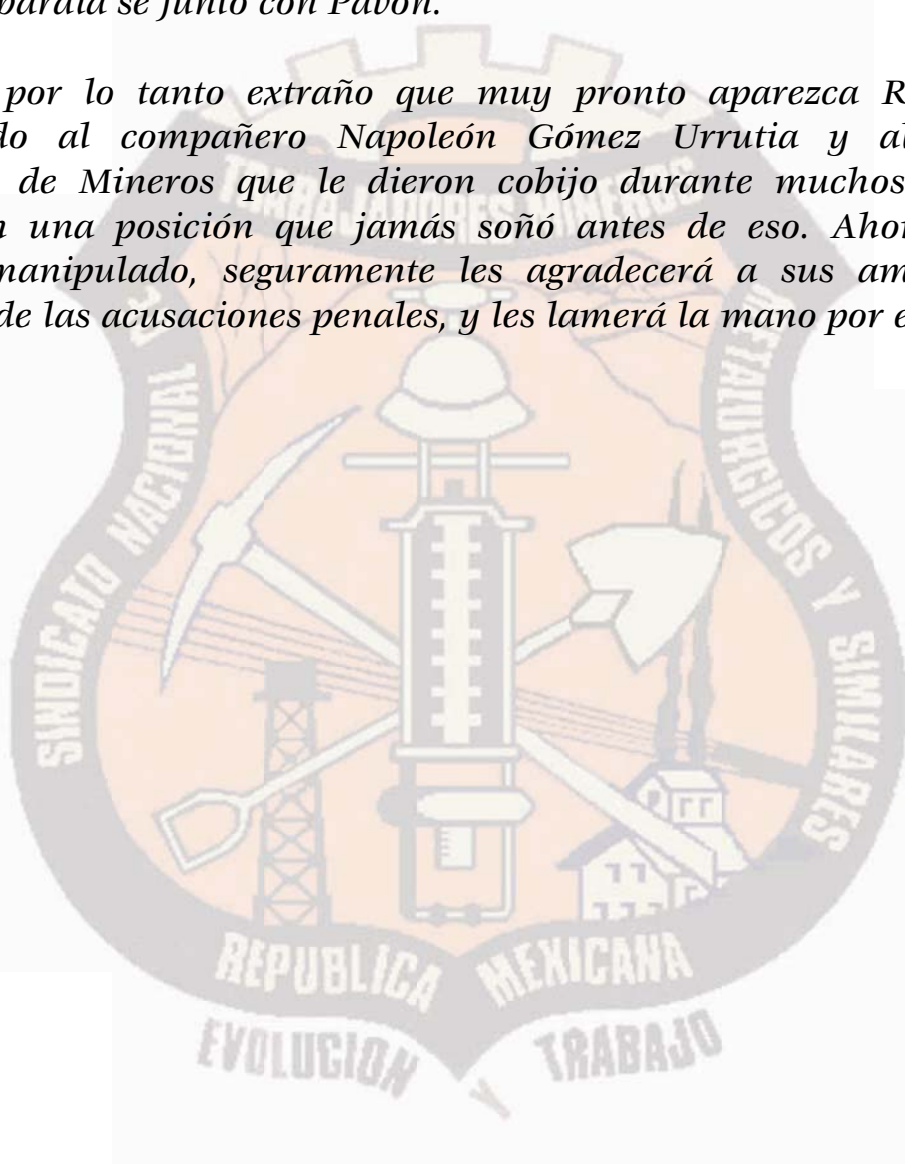 se juntó con Pavón.
por lo tanto extraño que muy pronto aparezca R
do al compañero Napoleón Gómez Urrutia y al
de Mineros que le dieron cobijo durante muchos
n una posición que jamás soñó antes de eso. Ahor
manipulado, seguramente les agradecerá a sus am
de las acusaciones penales, y les lamerá la mano por e
TRABAJADORES MINEROS
SINDICATO NACIONAL D
METALURGICOS Y SIMILARES
REPUBLICA MEXICANA
EVOLUCION Y TRABAJO